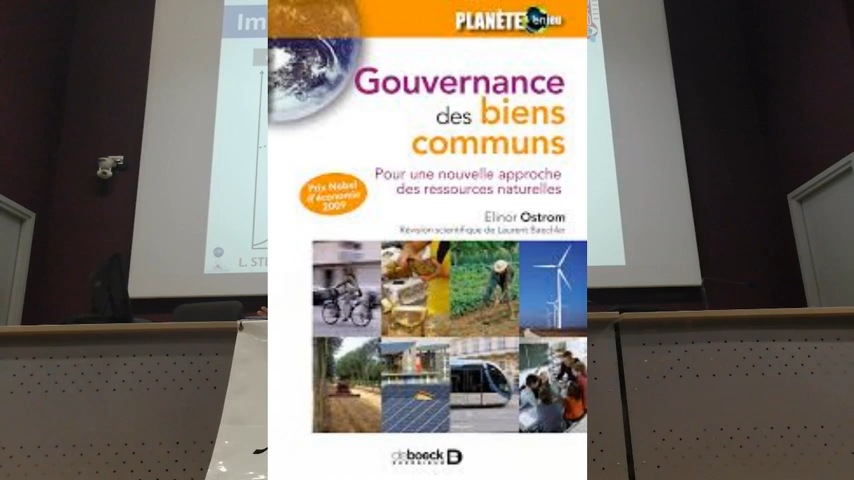 PLANÈTE enjeu
Im
Gouvernance
des biens
communs
Pour une nouvelle approche
des ressources naturelles
Prix Nobel
d'économie
2009
Elinor Ostrom
Révision scientifique de Laurent Baechler
L. STE
de boeck